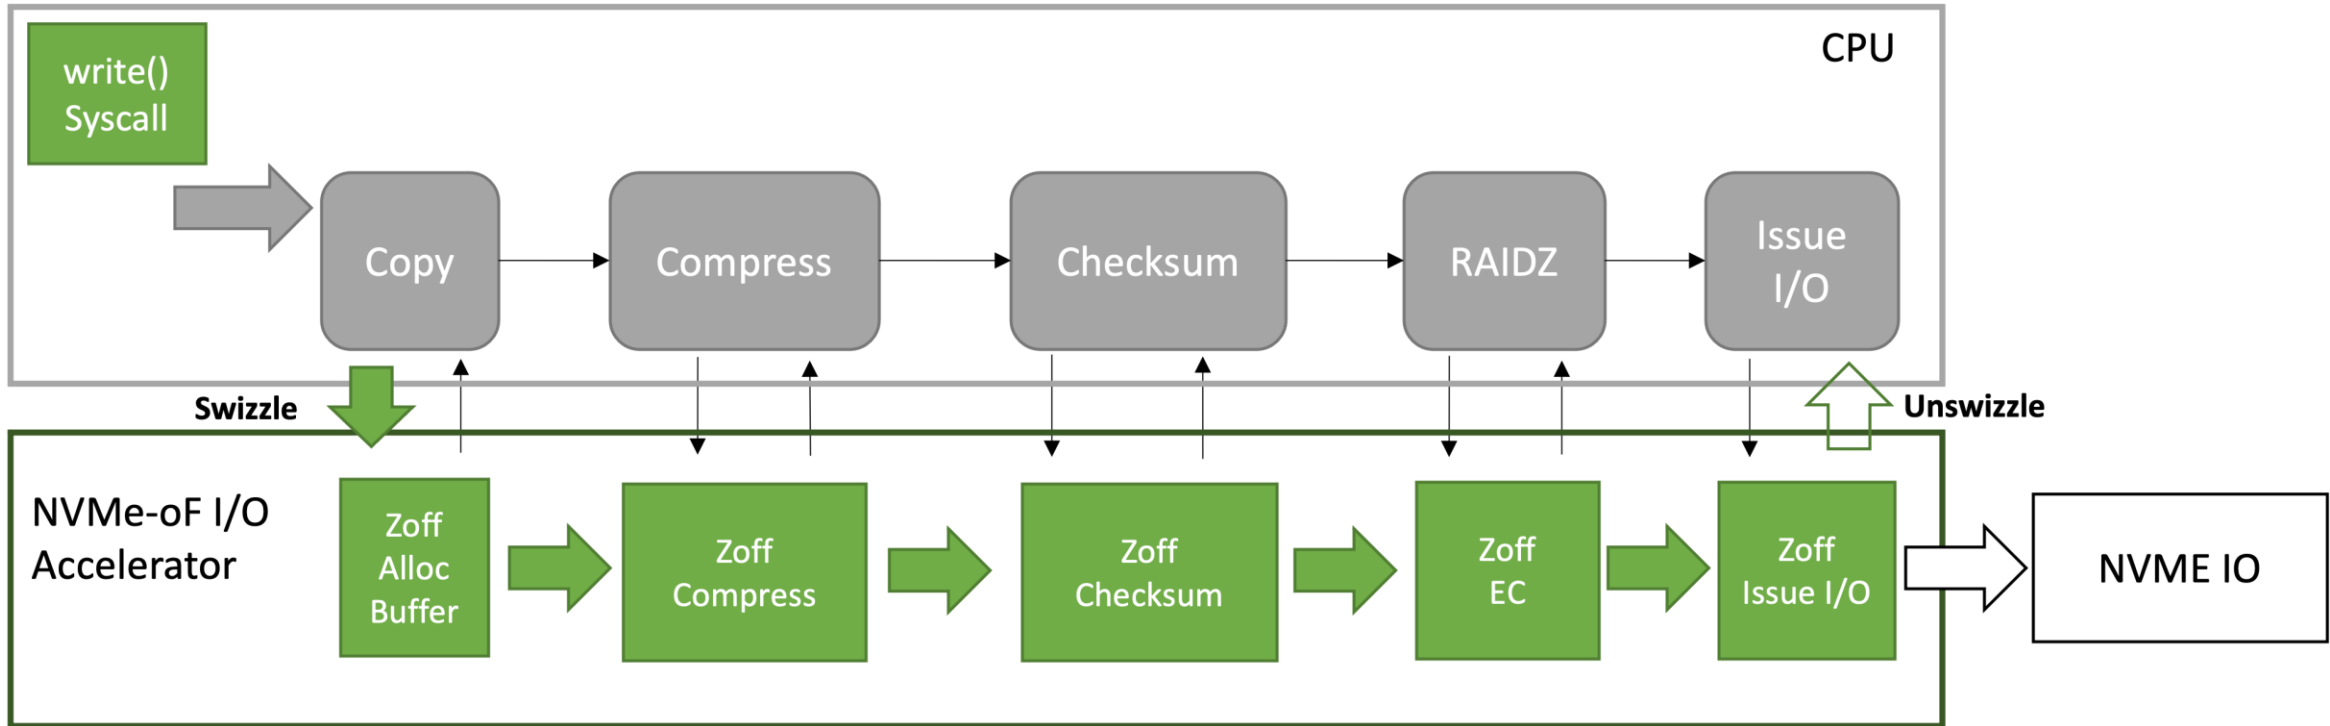 write()
Syscall
CPU
Copy
Compress
Checksum
RAIDZ
Issue
I/O
Swizzle
Unswizzle
NVMe-oF I/O
Accelerator
Zoff
Alloc
Buffer
Zoff
Compress
Zoff
Checksum
Zoff
EC
Zoff
Issue I/O
NVME IO